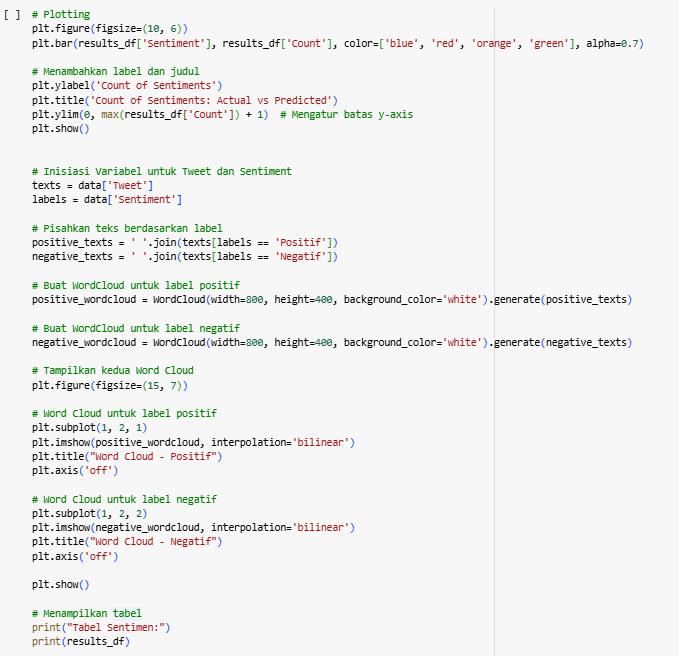 [ ] # Plotting
plt.figure(figsize=(10, 6))
plt.bar(results_df['Sentiment'], results_df['Count'], color=['blue', 'red', 'orange', 'green'], alpha=0.7)
# Menambahkan label dan judul
plt.ylabel('Count of Sentiments')
plt.title('Count of Sentiments: Actual vs Predicted')
plt.ylim(0, max(results_df['Count']) + 1)  # Mengatur batas y-axis
plt.show()
# Inisiasi Variabel untuk Tweet dan Sentiment
texts = data['Tweet']
labels = data['Sentiment']
# Pisahkan teks berdasarkan label
positive_texts = ' '.join(texts[labels == 'Positif'])
negative_texts = ' '.join(texts[labels == 'Negatif'])
# Buat WordCloud untuk label positif
positive_wordcloud = WordCloud(width=800, height=400, background_color='white').generate(positive_texts)
# Buat WordCloud untuk label negatif
negative_wordcloud = WordCloud(width=800, height=400, background_color='white').generate(negative_texts)
# Tampilkan kedua Word Cloud
plt.figure(figsize=(15, 7))
# Word Cloud untuk label positif
plt.subplot(1, 2, 1)
plt.imshow(positive_wordcloud, interpolation='bilinear')
plt.title("Word Cloud - Positif")
plt.axis('off')
# Word Cloud untuk label negatif
plt.subplot(1, 2, 2)
plt.imshow(negative_wordcloud, interpolation='bilinear')
plt.title("Word Cloud - Negatif")
plt.axis('off')
plt.show()
# Menampilkan tabel
print("Tabel Sentimen:")
print(results_df)